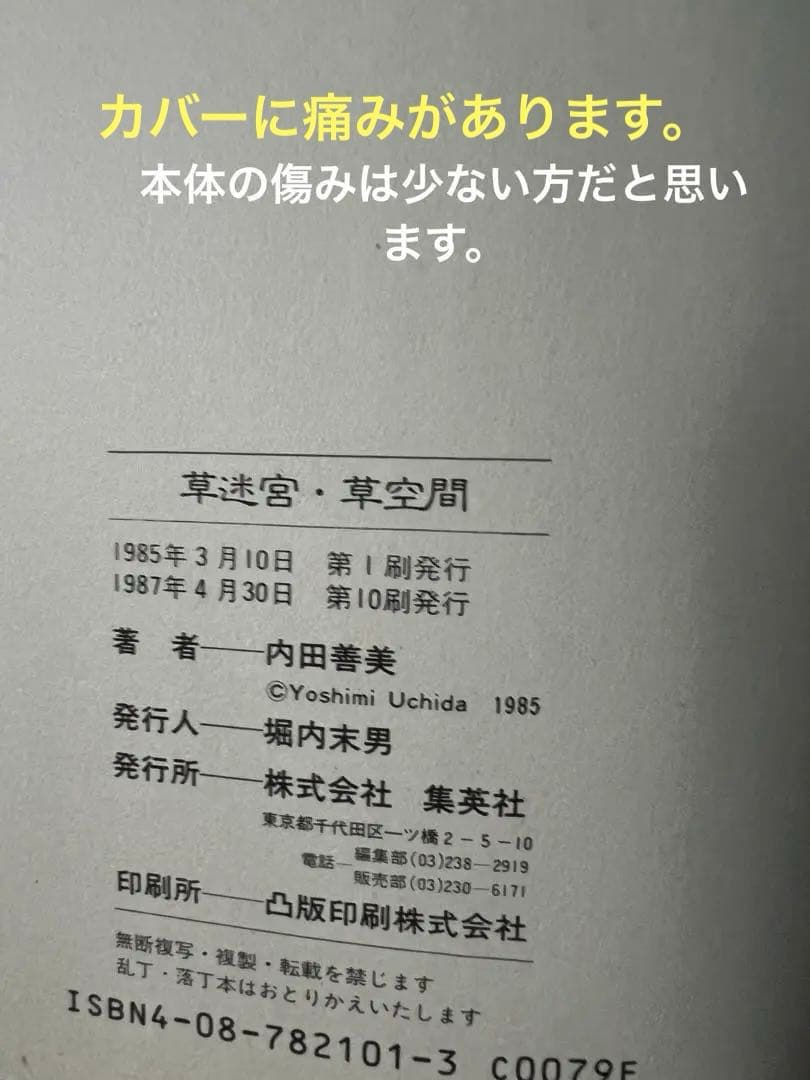 カバーに痛みがあります。
本体の傷みは少ない方だと思い
ます。
草迷宮・草空間
1985年3月10日 第1刷発行
1987年4月30日 第10刷発行
著 者──内田善美
©Yoshimi Uchida 1985
発行人──堀内末男
発行所──株式会社 集英社
東京都千代田区一ツ橋2-5-10
電話─編集部(03)238─2919
販売部(03)230─6171
印刷所──凸版印刷株式会社
無断複写・複製・転載を禁じます
乱丁・落丁本はおとりかえいたします
ISBN4-08-782101-3 C0079E